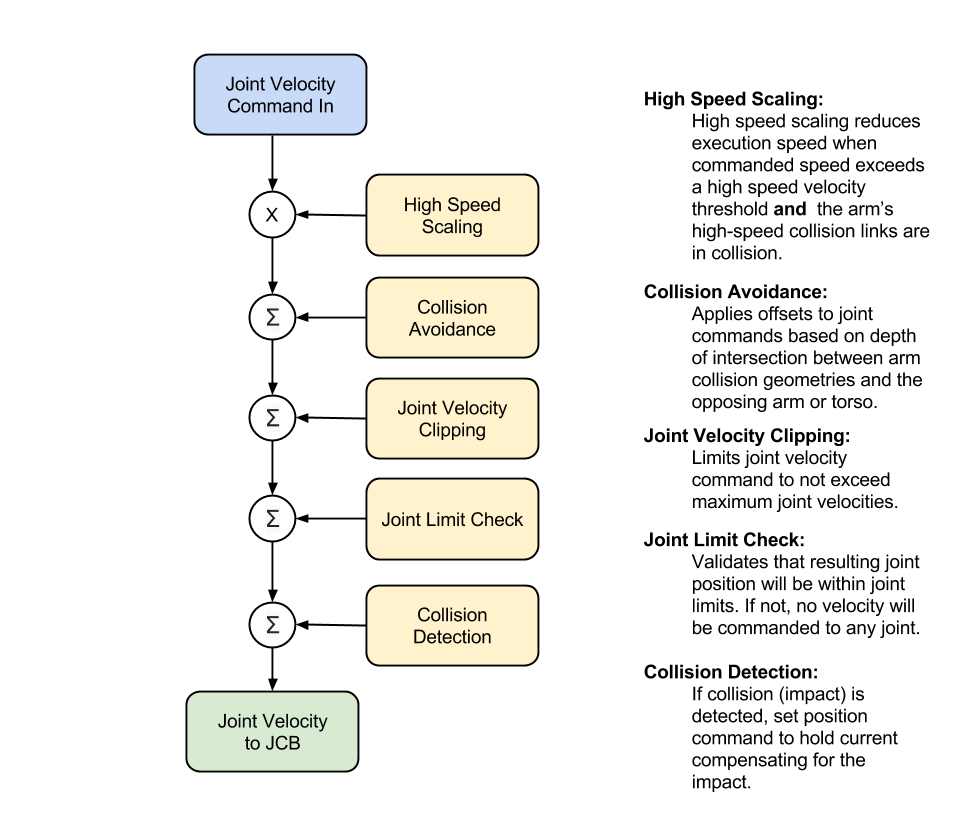 Joint Velocity
Command In
X
High Speed
Scaling
Σ
Collision
Avoidance
Σ
Joint Velocity
Clipping
Σ
Joint Limit Check
Σ
Collision
Detection
Joint Velocity
to JCB
High Speed Scaling:
High speed scaling reduces
execution speed when
commanded speed exceeds
a high speed velocity
threshold and the arm's
high-speed collision links are
in collision.
Collision Avoidance:
Applies offsets to joint
commands based on depth
of intersection between arm
collision geometries and the
opposing arm or torso.
Joint Velocity Clipping:
Limits joint velocity
command to not exceed
maximum joint velocities.
Joint Limit Check:
Validates that resulting joint
position will be within joint
limits. If not, no velocity will
be commanded to any joint.
Collision Detection:
If collision (impact) is
detected, set position
command to hold current
compensating for the
impact.